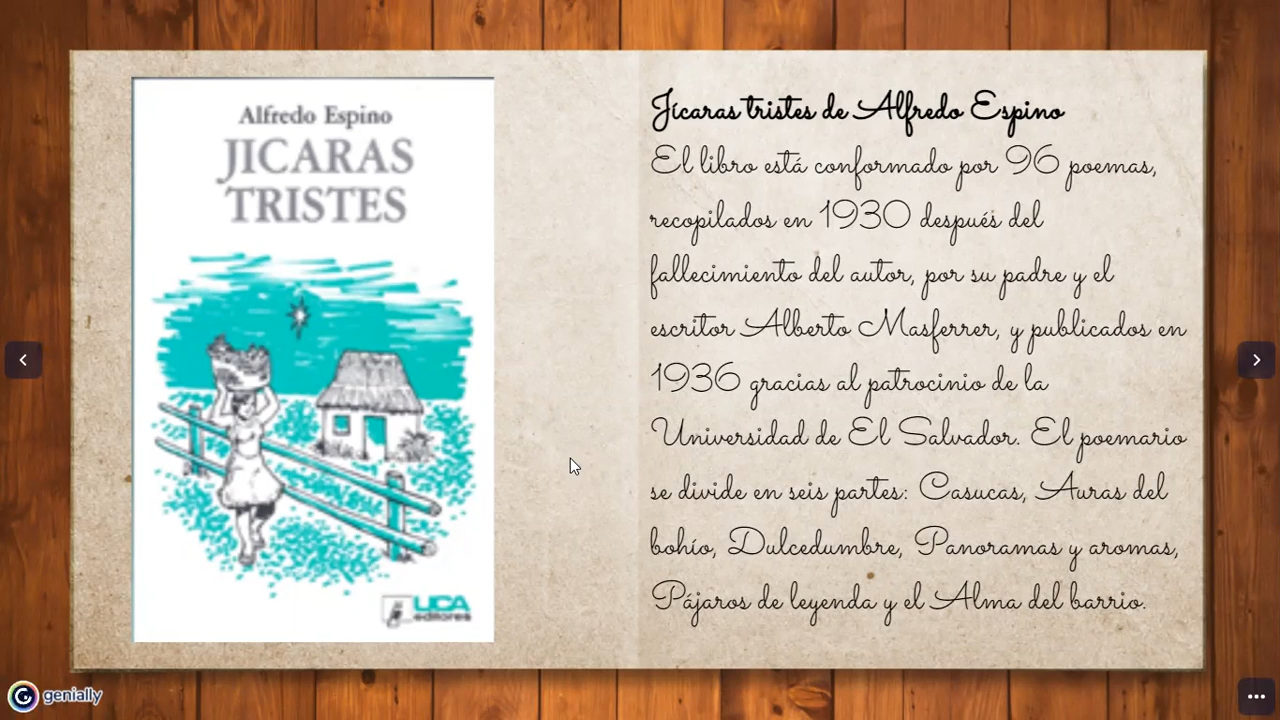 Alfredo Espino
JICARAS
TRISTES
UCA
editores
Jícaras tristes de Alfredo Espino
El libro está conformado por 96 poemas,
recopilados en 1930 después del
fallecimiento del autor, por su padre y el
escritor Alberto Masferrer, y publicados en
1936 gracias al patrocinio de la
Universidad de El Salvador. El poemario
se divide en seis partes: Casucas, Auras del
bohío, Dulcedumbre, Panoramas y aromas,
Pájaros de leyenda y el Alma del barrio.
genially